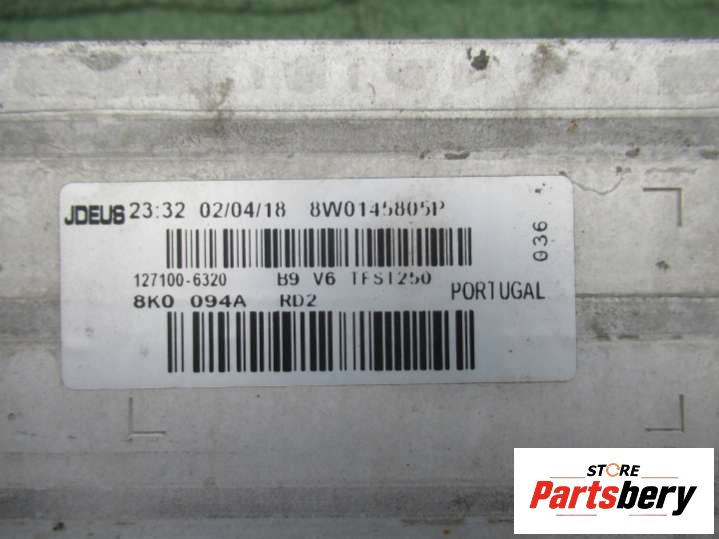 JDEUS 23:32 02/04/18 8W0145805P
127100-6320 B9 V6 TFSI250
8K0 094A RD2 PORTUGAL
036
STORE
Partsbery